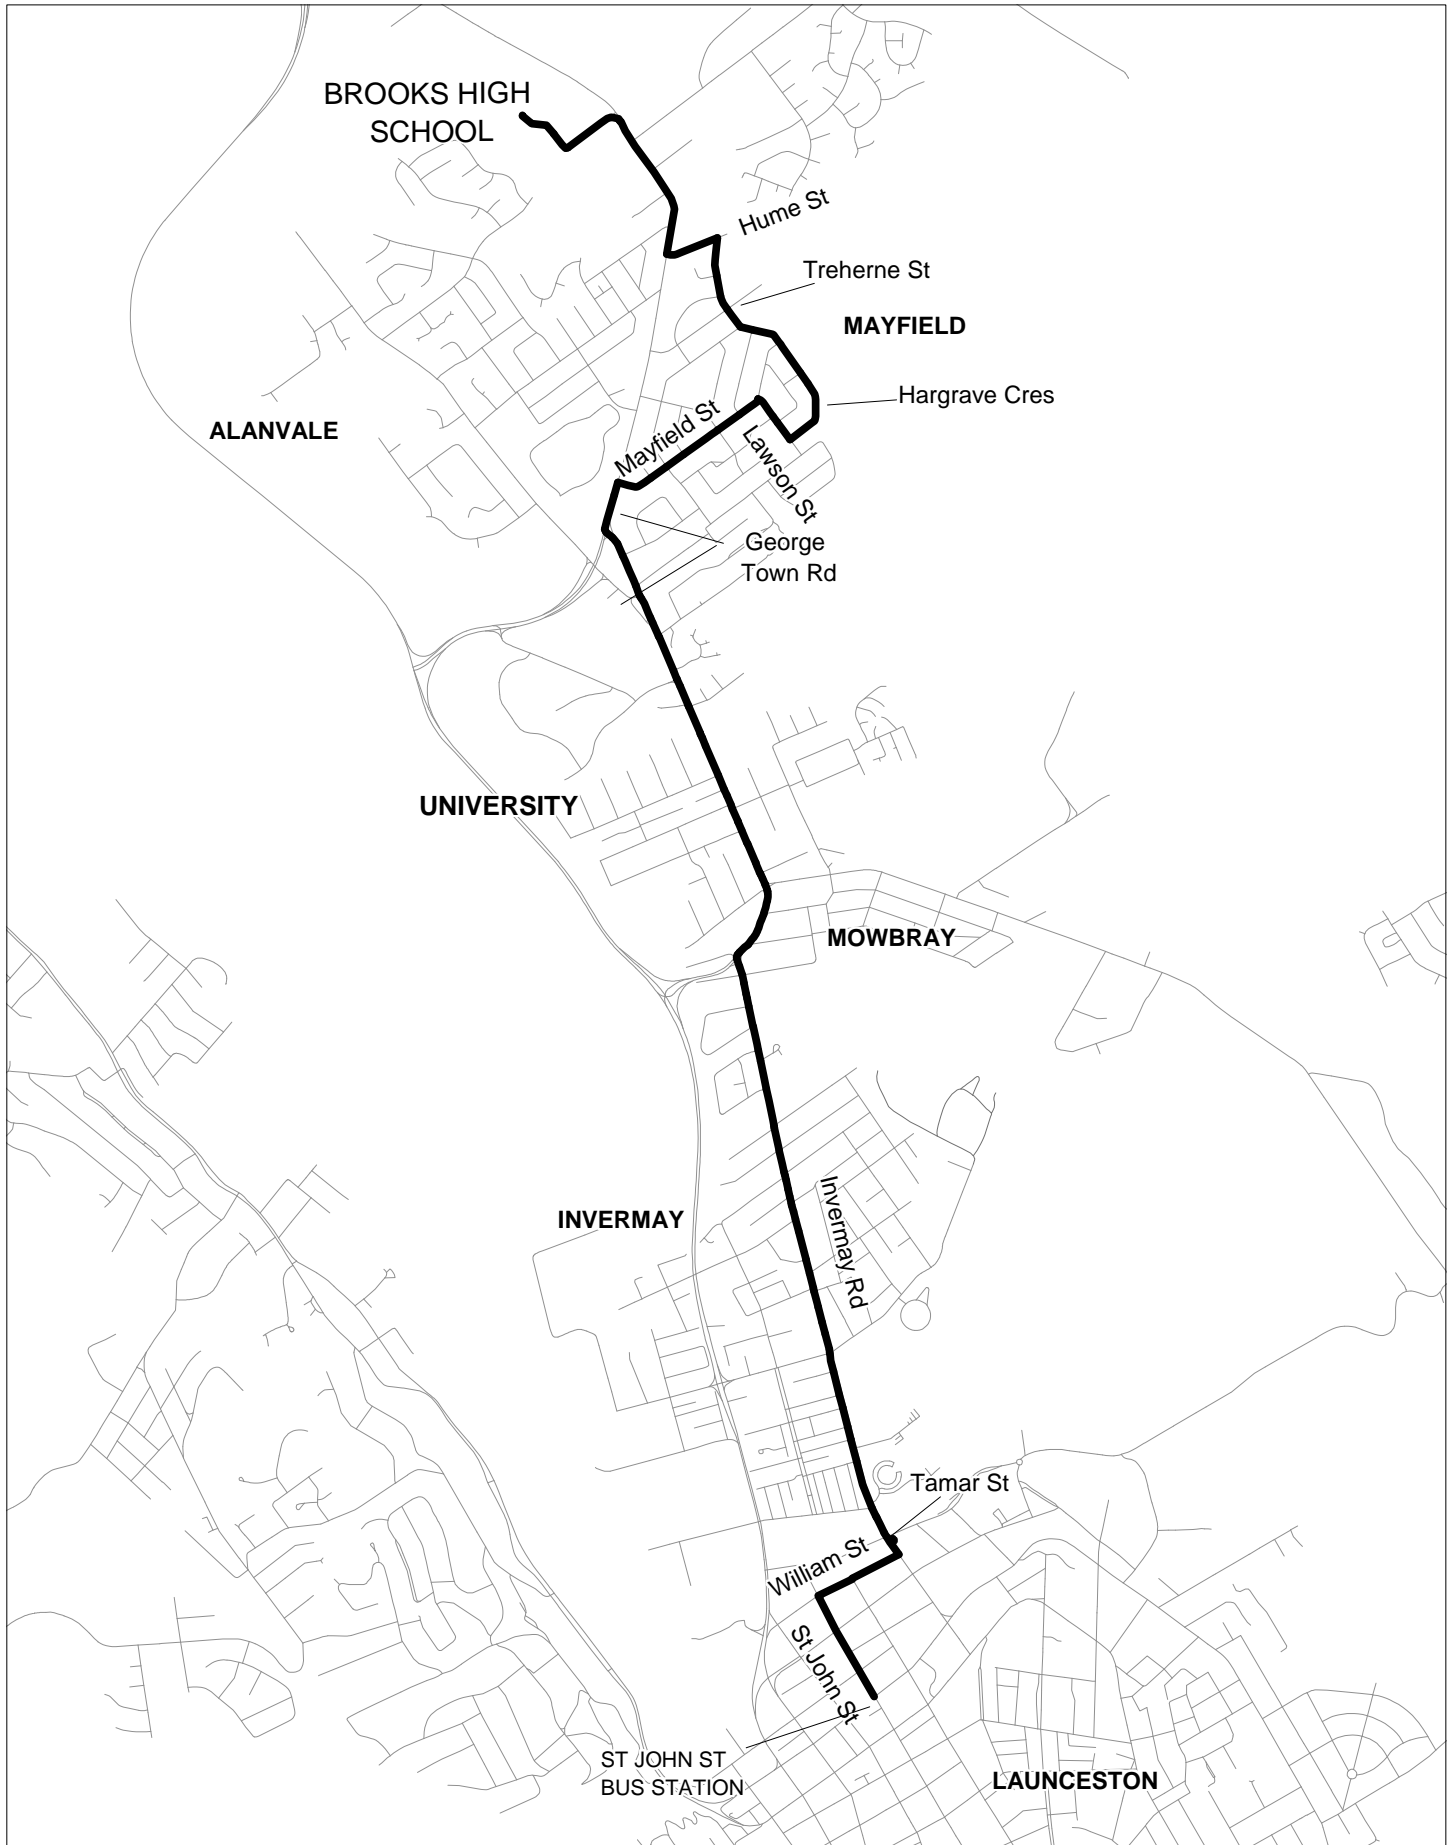 BROOKS HIGH
SCHOOL
Hume St
Treherne St
MAYFIELD
Hargrave Cres
Mayfield St
ALANVALE
Lawson St
George
Town Rd
UNIVERSITY
MOWBRAY
Invermay Rd
INVERMAY
Tamar St
William St
St John St
ST JOHN ST
BUS STATION
LAUNCESTON